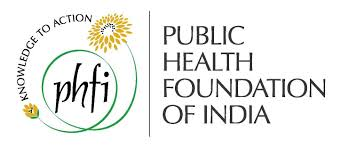 KNOWLEDGE TO ACTION
phfi
PUBLIC
HEALTH
FOUNDATION
OF INDIA